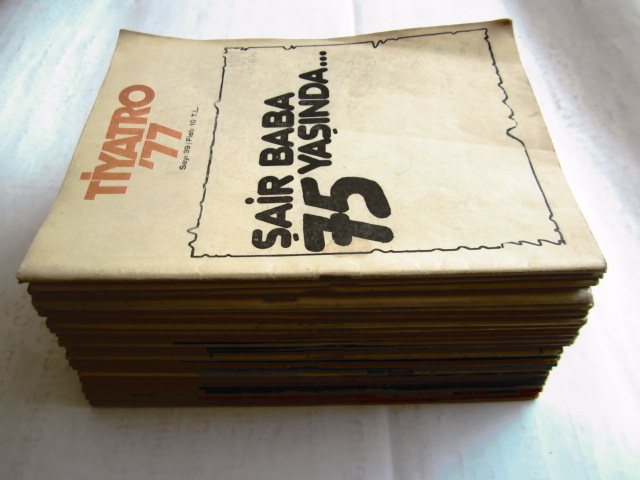 TİYATRO
'77
Sayı 39 / Fiatı 10 T.L.
ŞAİR BABA
75 YAŞINDA...